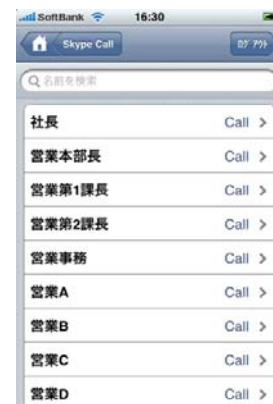 SoftBank 16:30
Skype Call ログアウト
名前を検索
社長 Call
営業本部長 Call
営業第1課長 Call
営業第2課長 Call
営業事務 Call
営業A Call
営業B Call
営業C Call
営業D Call